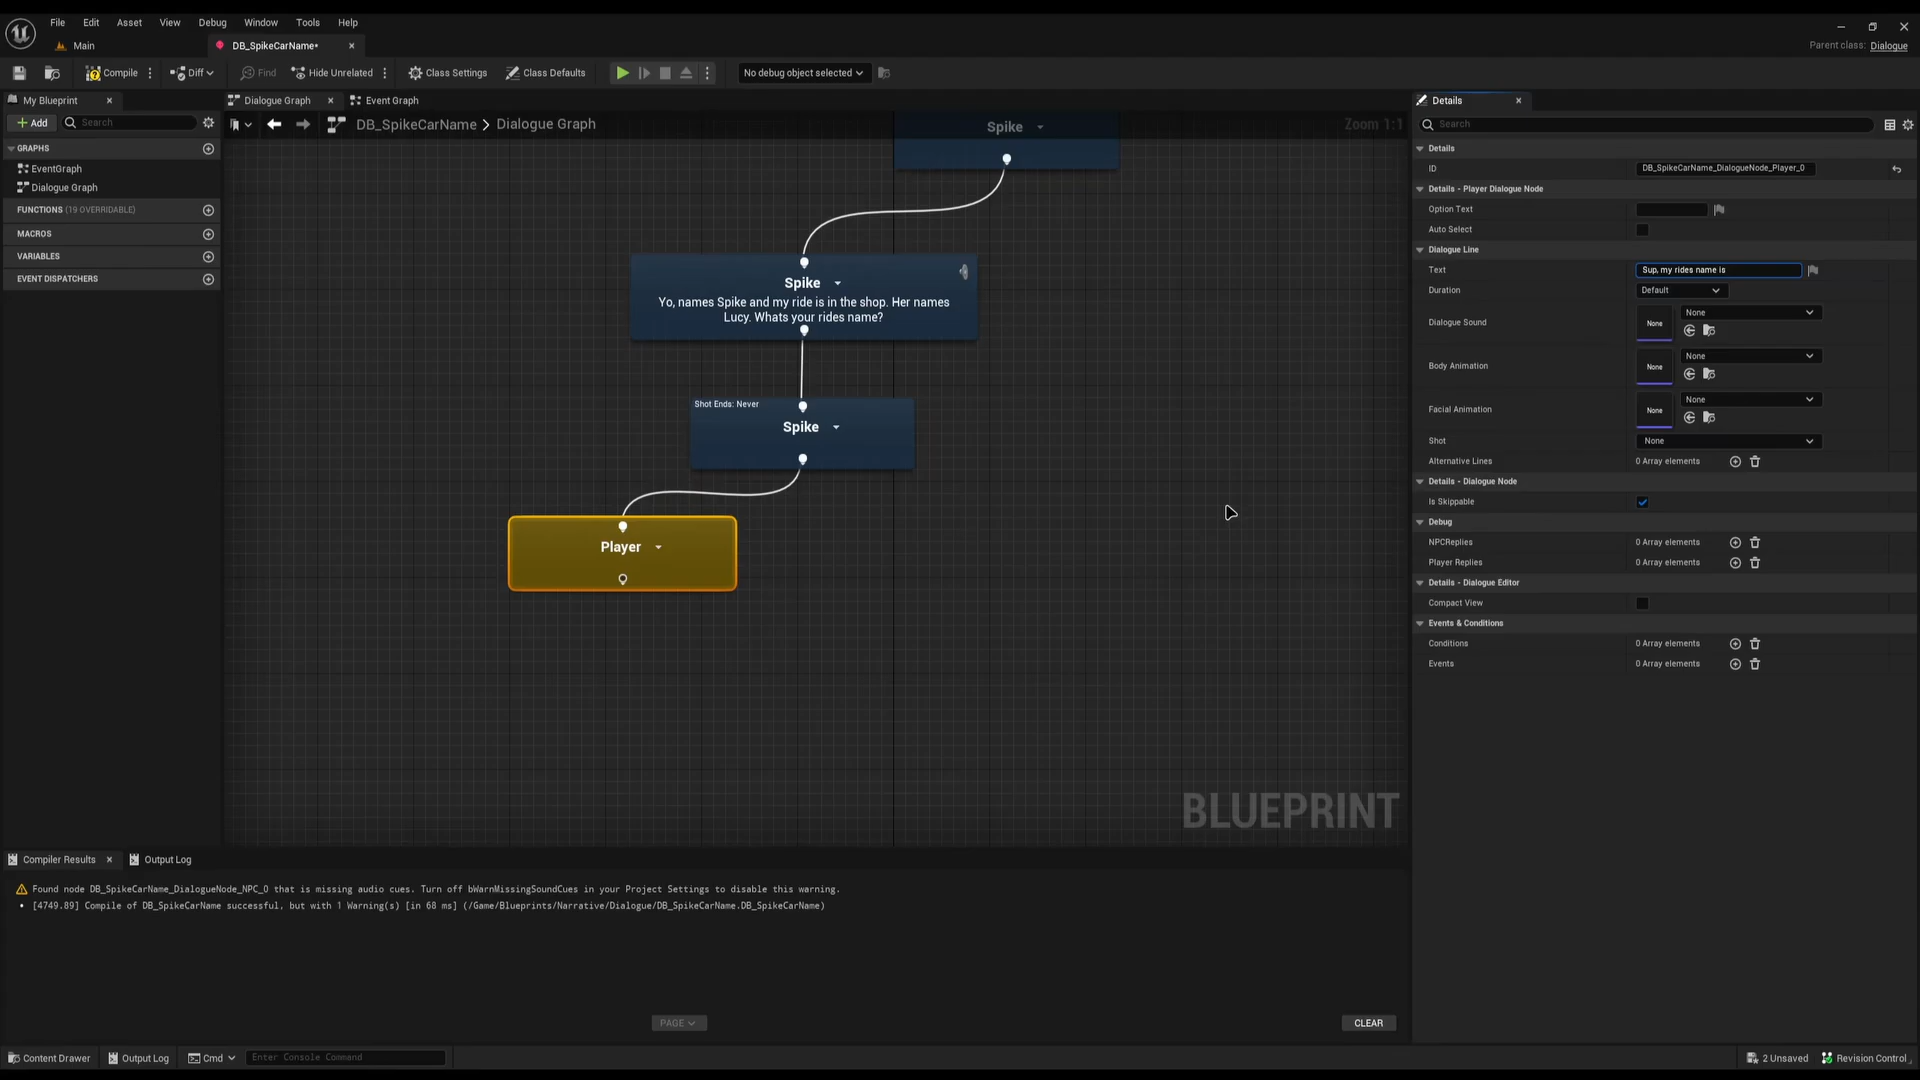 File Edit Asset View Debug Window Tools Help
Main
DB_SpikeCarName•
Parent class: Dialogue
Compile
Diff
Find
Hide Unrelated
Class Settings
Class Defaults
No debug object selected
My Blueprint
Dialogue Graph
Event Graph
Details
Add
Search
DB_SpikeCarName > Dialogue Graph
Zoom 1:1
Search
GRAPHS
EventGraph
Dialogue Graph
FUNCTIONS (19 OVERRIDABLE)
MACROS
VARIABLES
EVENT DISPATCHERS
Spike
Spike
Yo, names Spike and my ride is in the shop. Her names
Lucy. Whats your rides name?
Shot Ends: Never
Spike
Player
BLUEPRINT
Details
ID DB_SpikeCarName_DialogueNode_Player_0
Details - Player Dialogue Node
Option Text
Auto Select
Dialogue Line
Text Sup, my rides name is
Duration Default
Dialogue Sound None None
Body Animation None None
Facial Animation None None
Shot None
Alternative Lines 0 Array elements
Details - Dialogue Node
Is Skippable
Debug
NPCReplies 0 Array elements
Player Replies 0 Array elements
Details - Dialogue Editor
Compact View
Events & Conditions
Conditions 0 Array elements
Events 0 Array elements
Compiler Results
Output Log
Found node DB_SpikeCarName_DialogueNode_NPC_0 that is missing audio cues. Turn off bWarnMissingSoundCues in your Project Settings to disable this warning.
• [4749.89] Compile of DB_SpikeCarName successful, but with 1 Warning(s) [in 68 ms] (/Game/Blueprints/Narrative/Dialogue/DB_SpikeCarName.DB_SpikeCarName)
PAGE
CLEAR
Content Drawer
Output Log
Cmd
Enter Console Command
2 Unsaved
Revision Control